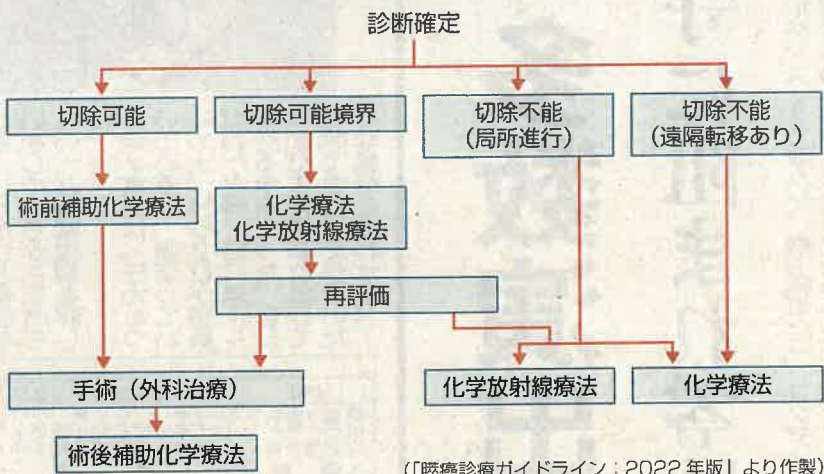 診断確定
切除可能
切除可能境界
切除不能
(局所進行)
切除不能
(遠隔転移あり)
術前補助化学療法
化学療法
化学放射線療法
再評価
手術(外科治療)
化学放射線療法
化学療法
術後補助化学療法
(「膵癌診療ガイドライン:2022年版」より作製)